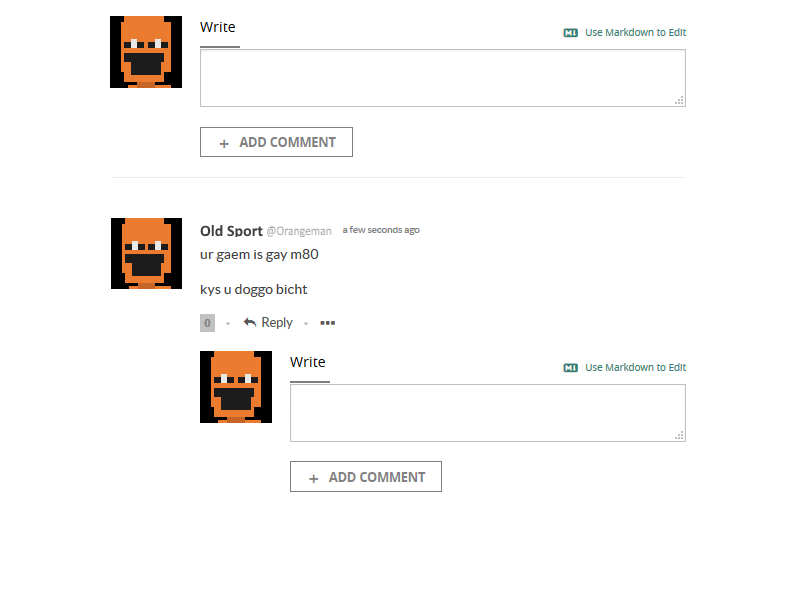 Write
Use Markdown to Edit
+ ADD COMMENT
Old Sport @Orangeman a few seconds ago
ur gaem is gay m80
kys u doggo bicht
0 • Reply • •••
Write
Use Markdown to Edit
+ ADD COMMENT